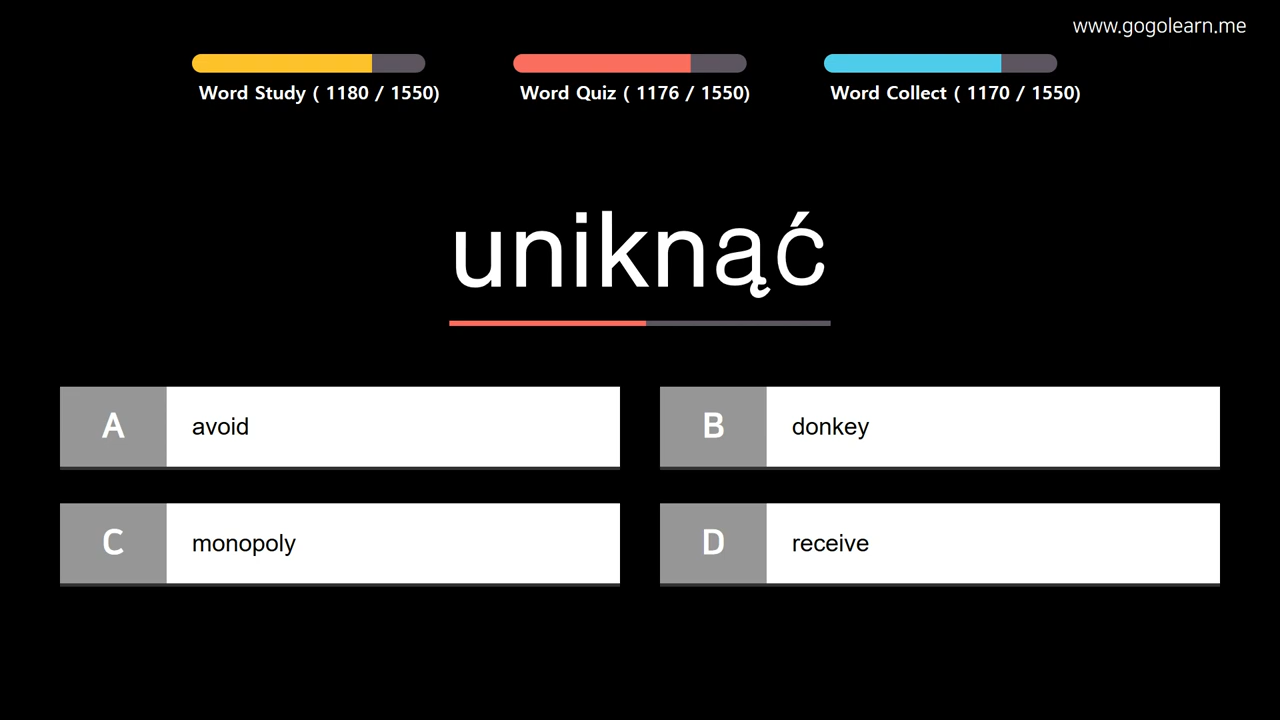 www.gogolearn.me
Word Study ( 1180 / 1550)
Word Quiz ( 1176 / 1550)
Word Collect ( 1170 / 1550)
uniknąć
A avoid
B donkey
C monopoly
D receive